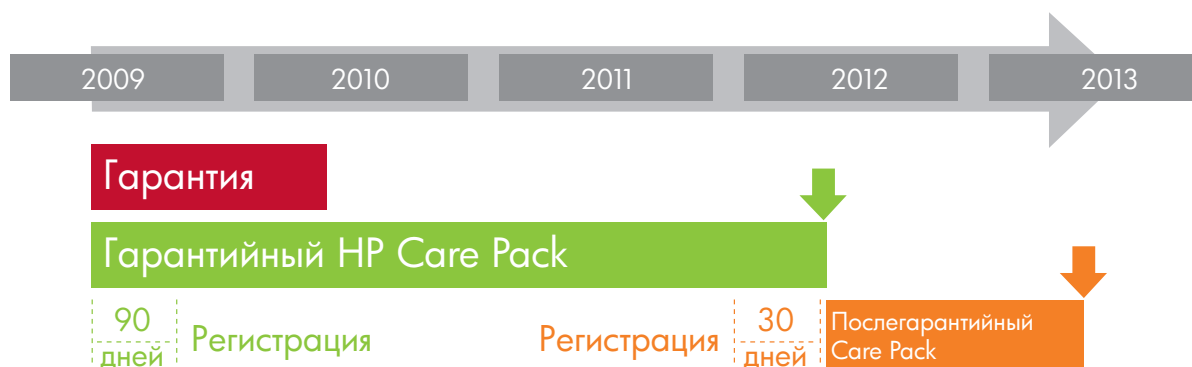 2009 2010 2011 2012 2013
Гарантия
Гарантийный HP Care Pack
90
дней
Регистрация
Регистрация
30
дней
Послегарантийный
Care Pack